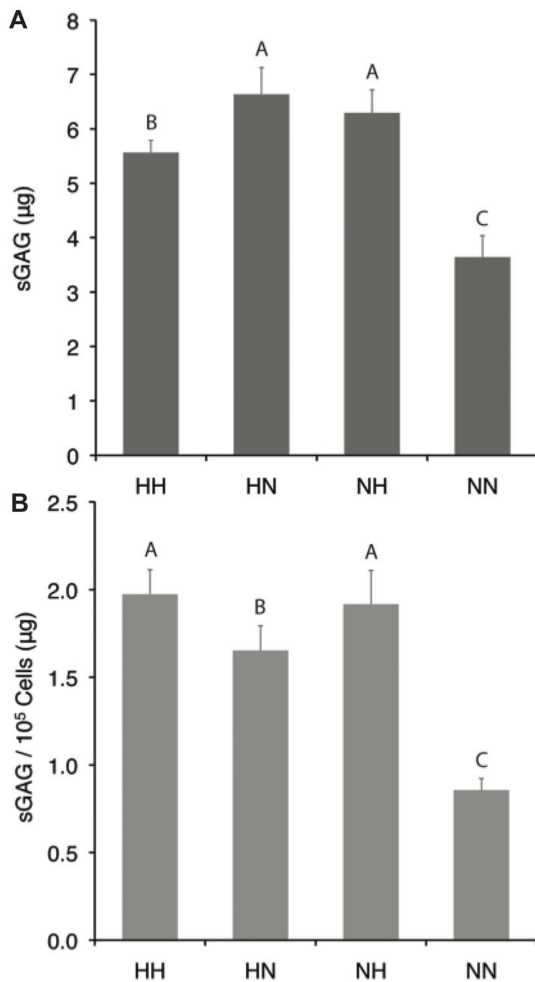 A
sGAG (µg)
8
7
6
5
4
3
2
1
0
B
A
A
C
HH HN NH NN
B
sGAG / 10⁵ Cells (µg)
2.5
2.0
1.5
1.0
0.5
0.0
A
B
A
C
HH HN NH NN